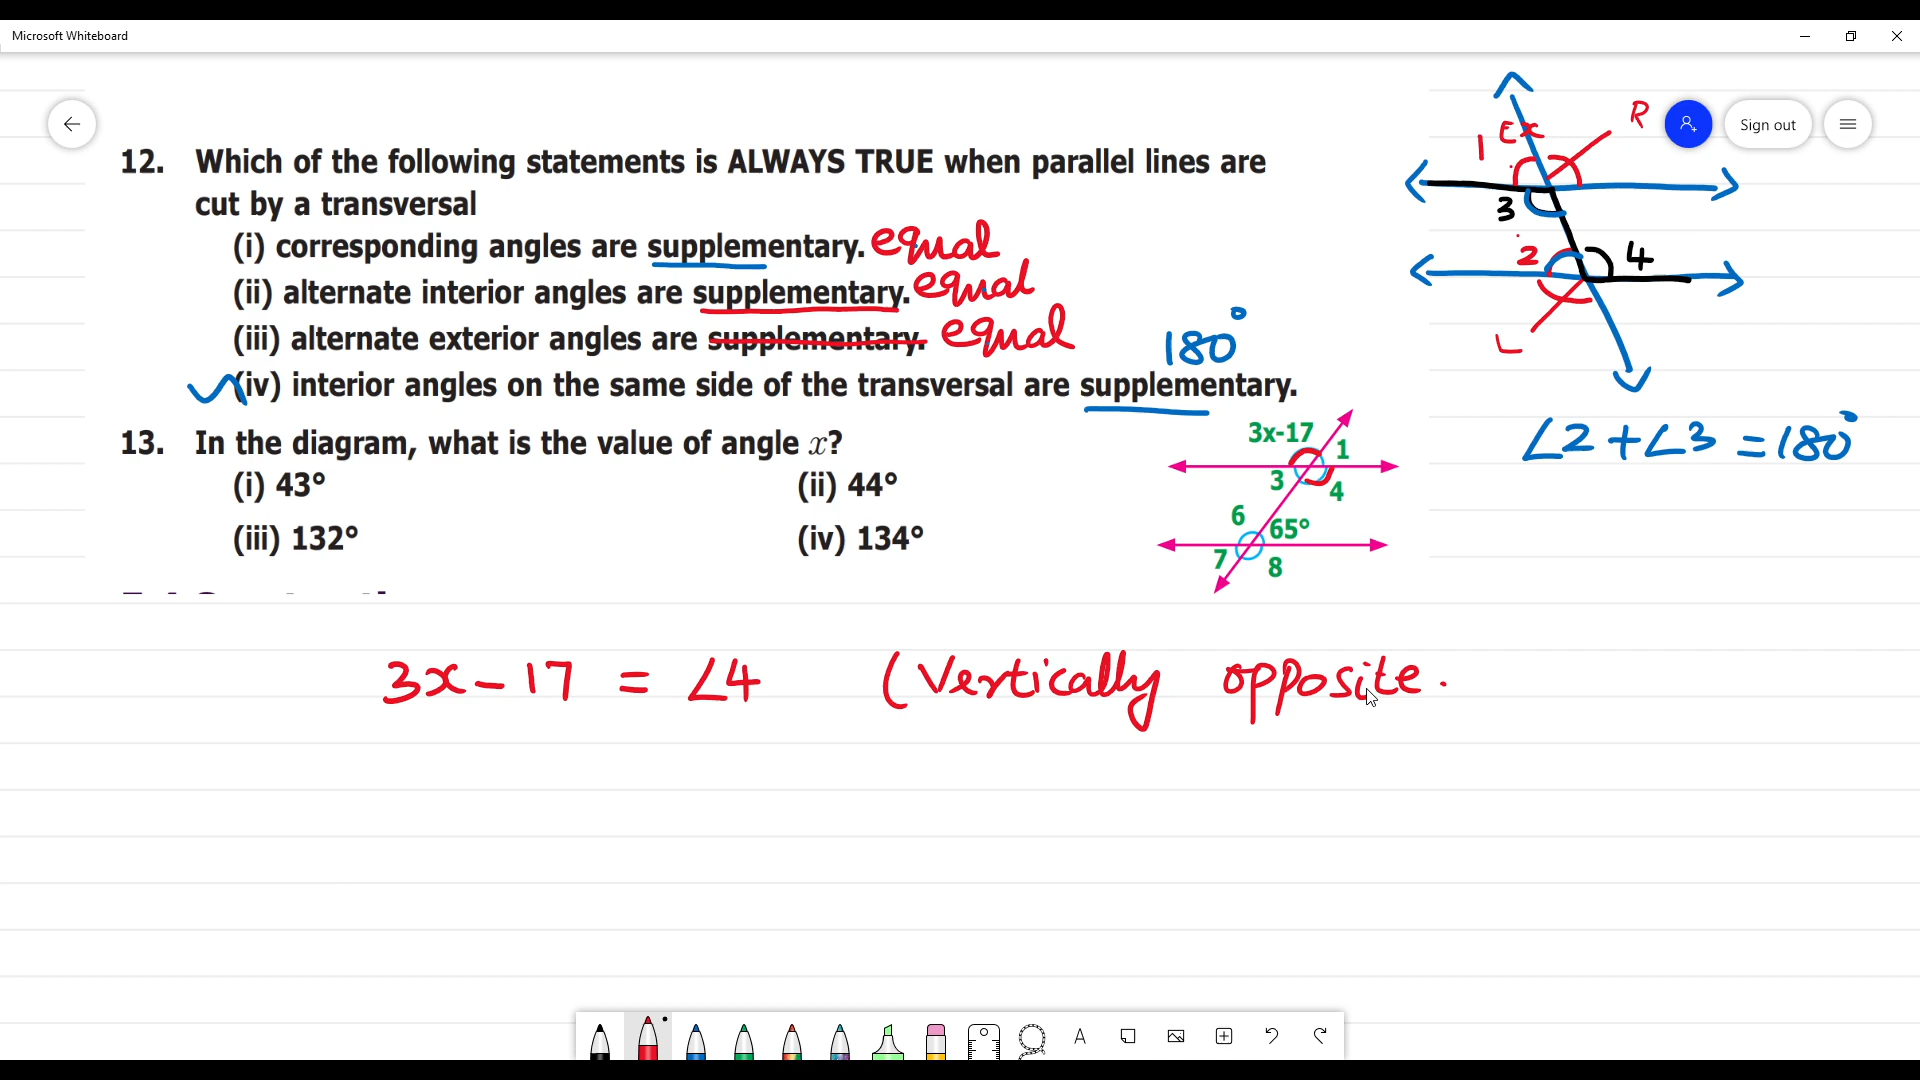 Microsoft Whiteboard
Sign out
12. Which of the following statements is ALWAYS TRUE when parallel lines are
cut by a transversal
(i) corresponding angles are supplementary. equal
(ii) alternate interior angles are supplementary. equal
(iii) alternate exterior angles are supplementary. equal
180°
(iv) interior angles on the same side of the transversal are supplementary.
1 Ex R
3
2 4
L
∠2 + ∠3 = 180°
13. In the diagram, what is the value of angle x?
(i) 43° (ii) 44°
(iii) 132° (iv) 134°
3x-17 1
3 4
6 65°
7 8
3x - 17 = ∠4 (Vertically opposite.
A